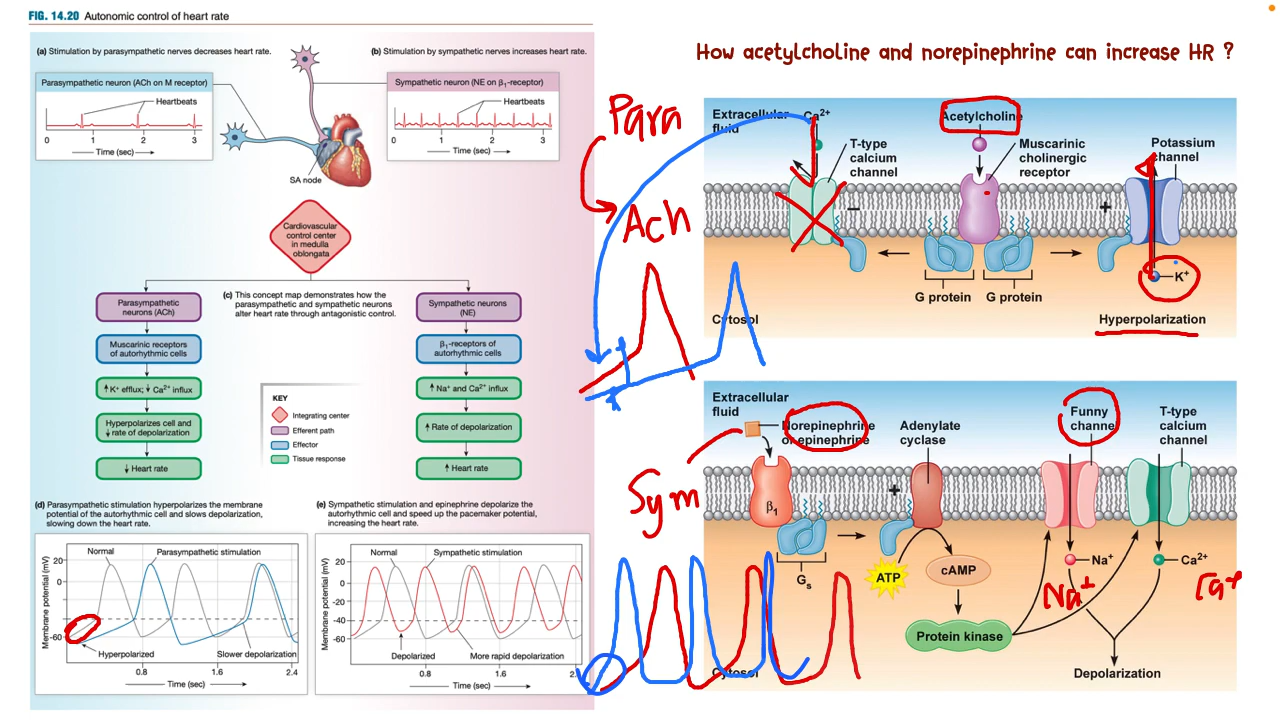 FIG. 14.20 Autonomic control of heart rate
(a) Stimulation by parasympathetic nerves decreases heart rate.
(b) Stimulation by sympathetic nerves increases heart rate.
Parasympathetic neuron (ACh on M receptor)
Heartbeats
0 1 2 3
Time (sec)
Sympathetic neuron (NE on β₁-receptor)
Heartbeats
0 1 2 3
Time (sec)
SA node
Cardiovascular
control center
in medulla
oblongata
Parasympathetic
neurons (ACh)
(c) This concept map demonstrates how the
parasympathetic and sympathetic neurons
alter heart rate through antagonistic control.
Sympathetic neurons
(NE)
Muscarinic receptors
of autorhythmic cells
β₁-receptors of
autorhythmic cells
↑ K⁺ efflux; ↓ Ca²⁺ influx
↑ Na⁺ and Ca²⁺ influx
Hyperpolarizes cell and
↓ rate of depolarization
↑ Rate of depolarization
↓ Heart rate
↑ Heart rate
KEY
Integrating center
Efferent path
Effector
Tissue response
(d) Parasympathetic stimulation hyperpolarizes the membrane
potential of the autorhythmic cell and slows depolarization,
slowing down the heart rate.
(e) Sympathetic stimulation and epinephrine depolarize the
autorhythmic cell and speed up the pacemaker potential,
increasing the heart rate.
Normal Parasympathetic stimulation
Membrane potential (mV)
20
0
-60
Hyperpolarized
Slower depolarization
0.8 1.6 2.4
Time (sec)
Normal Sympathetic stimulation
Membrane potential (mV)
20
0
-20
-40
-60
Depolarized
More rapid depolarization
0.8 1.6
Time (sec)
How acetylcholine and norepinephrine can increase HR ?
Para
Ach
Sym
Extracellular
fluid
Ca²⁺
T-type
calcium
channel
Acetylcholine
Muscarinic
cholinergic
receptor
Potassium
channel
−
+
K⁺
G protein
G protein
Cytosol
Hyperpolarization
Extracellular
fluid
Norepinephrine
or epinephrine
Adenylate
cyclase
Funny
channel
T-type
calcium
channel
β₁
+
Gₛ
ATP
cAMP
Na⁺
Ca²⁺
Na⁺
Protein kinase
Cytosol
Depolarization